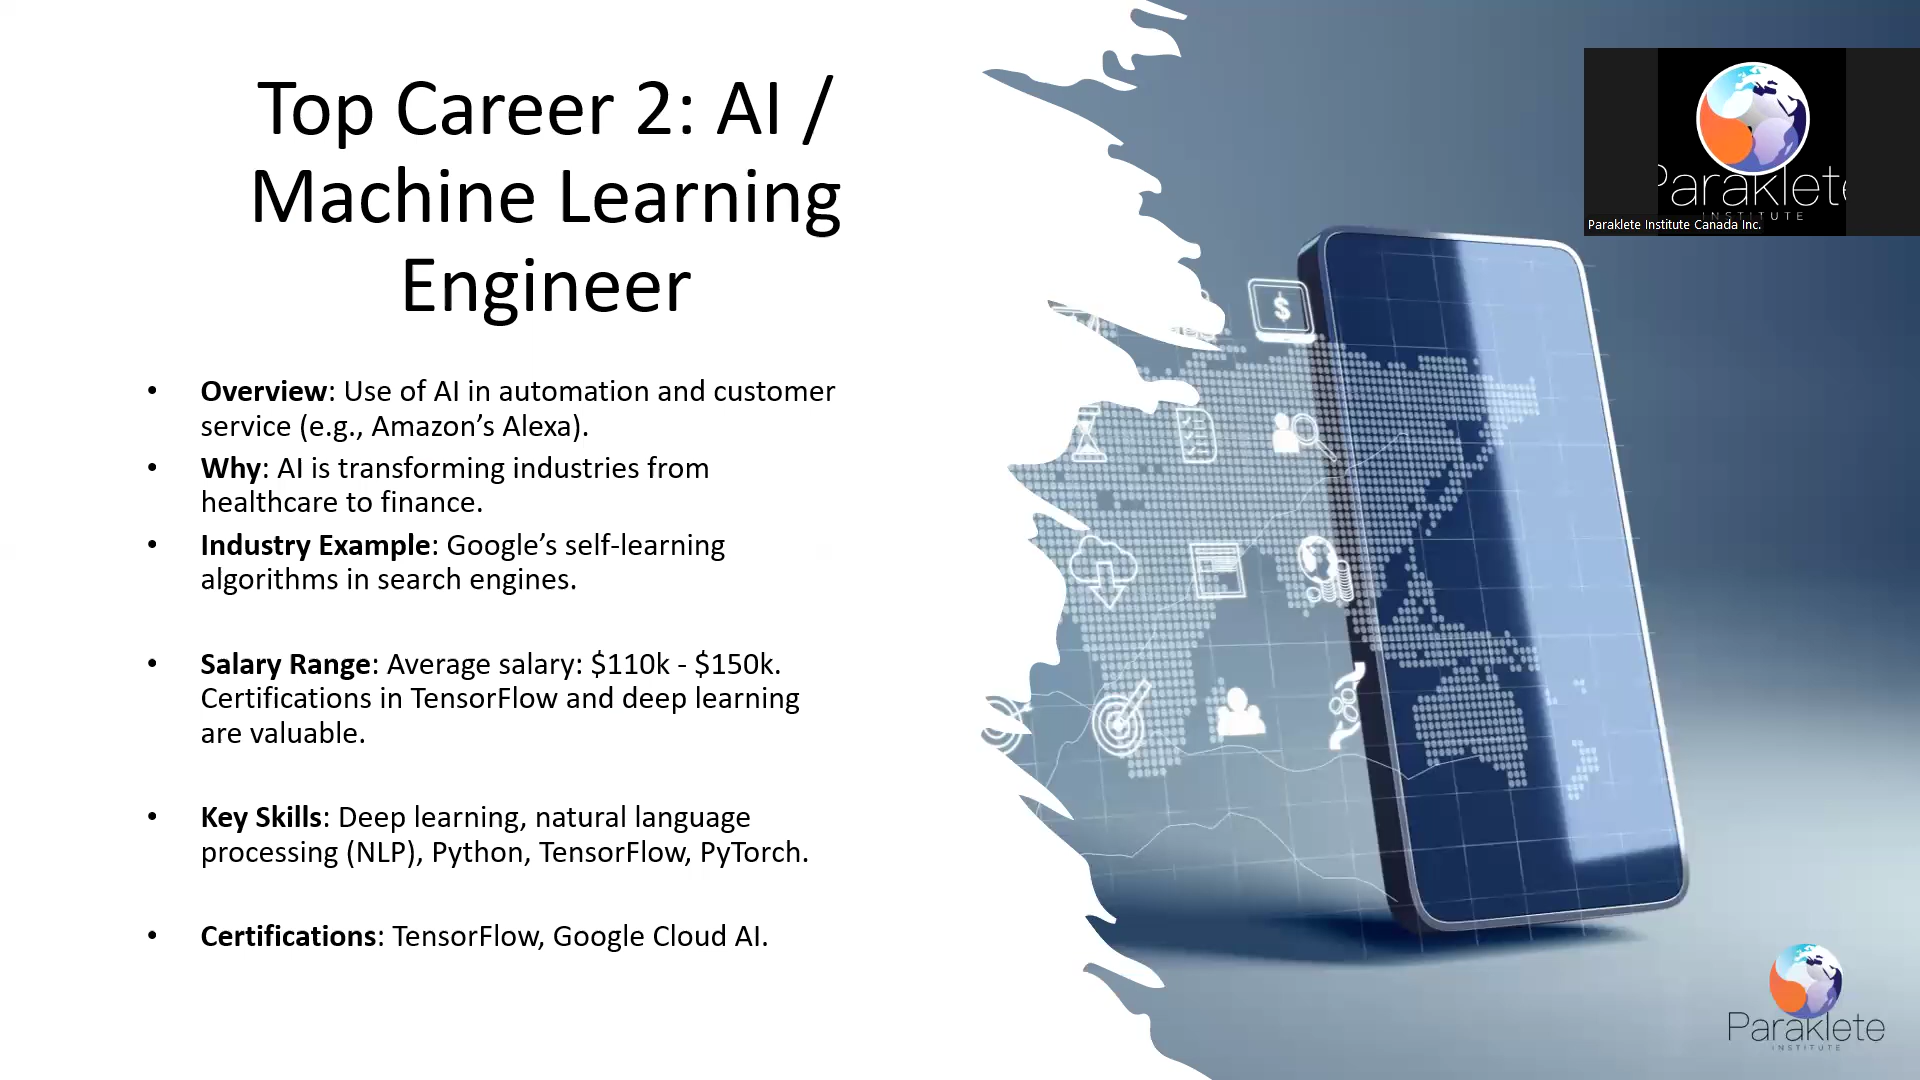 Top Career 2: AI /
Machine Learning
Engineer
• Overview: Use of AI in automation and customer
service (e.g., Amazon’s Alexa).
• Why: AI is transforming industries from
healthcare to finance.
• Industry Example: Google’s self-learning
algorithms in search engines.
• Salary Range: Average salary: $110k - $150k.
Certifications in TensorFlow and deep learning
are valuable.
• Key Skills: Deep learning, natural language
processing (NLP), Python, TensorFlow, PyTorch.
• Certifications: TensorFlow, Google Cloud AI.
Paraklete
INSTITUTE
Paraklete Institute Canada Inc.
$
Paraklete
INSTITUTE